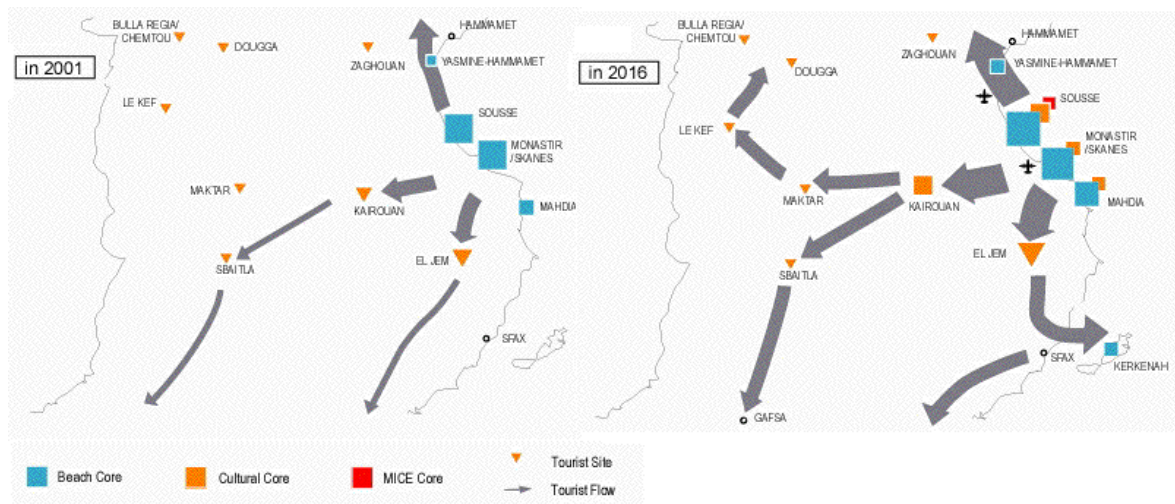 BULLA REGIA/
CHEMTOU
DOUGGA
in 2001
LE KEF
ZAGHOUAN
HAMMAMET
YASMINE-HAMMAMET
SOUSSE
MONASTIR
/SKANES
MAKTAR
KAIROUAN
MAHDIA
SBAITLA
EL JEM
SFAX
BULLA REGIA/
CHEMTOU
in 2016
DOUGGA
LE KEF
ZAGHOUAN
HAMMAMET
YASMINE-HAMMAMET
SOUSSE
MONASTIR
/SKANES
MAKTAR
KAIROUAN
MAHDIA
SBAITLA
EL JEM
SFAX
KERKENAH
GAFSA
Beach Core
Cultural Core
MICE Core
Tourist Site
Tourist Flow